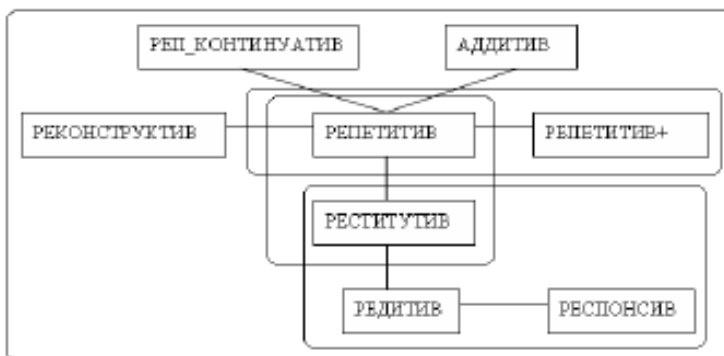 РЕП_КОНТИНУАТИВ АДДИТИВ
РЕКОНСТРУКТИВ РЕПЕТИТИВ РЕПЕТИТИВ+
РЕСТИТУТИВ
РЕДИТИВ РЕСПОНСИВ